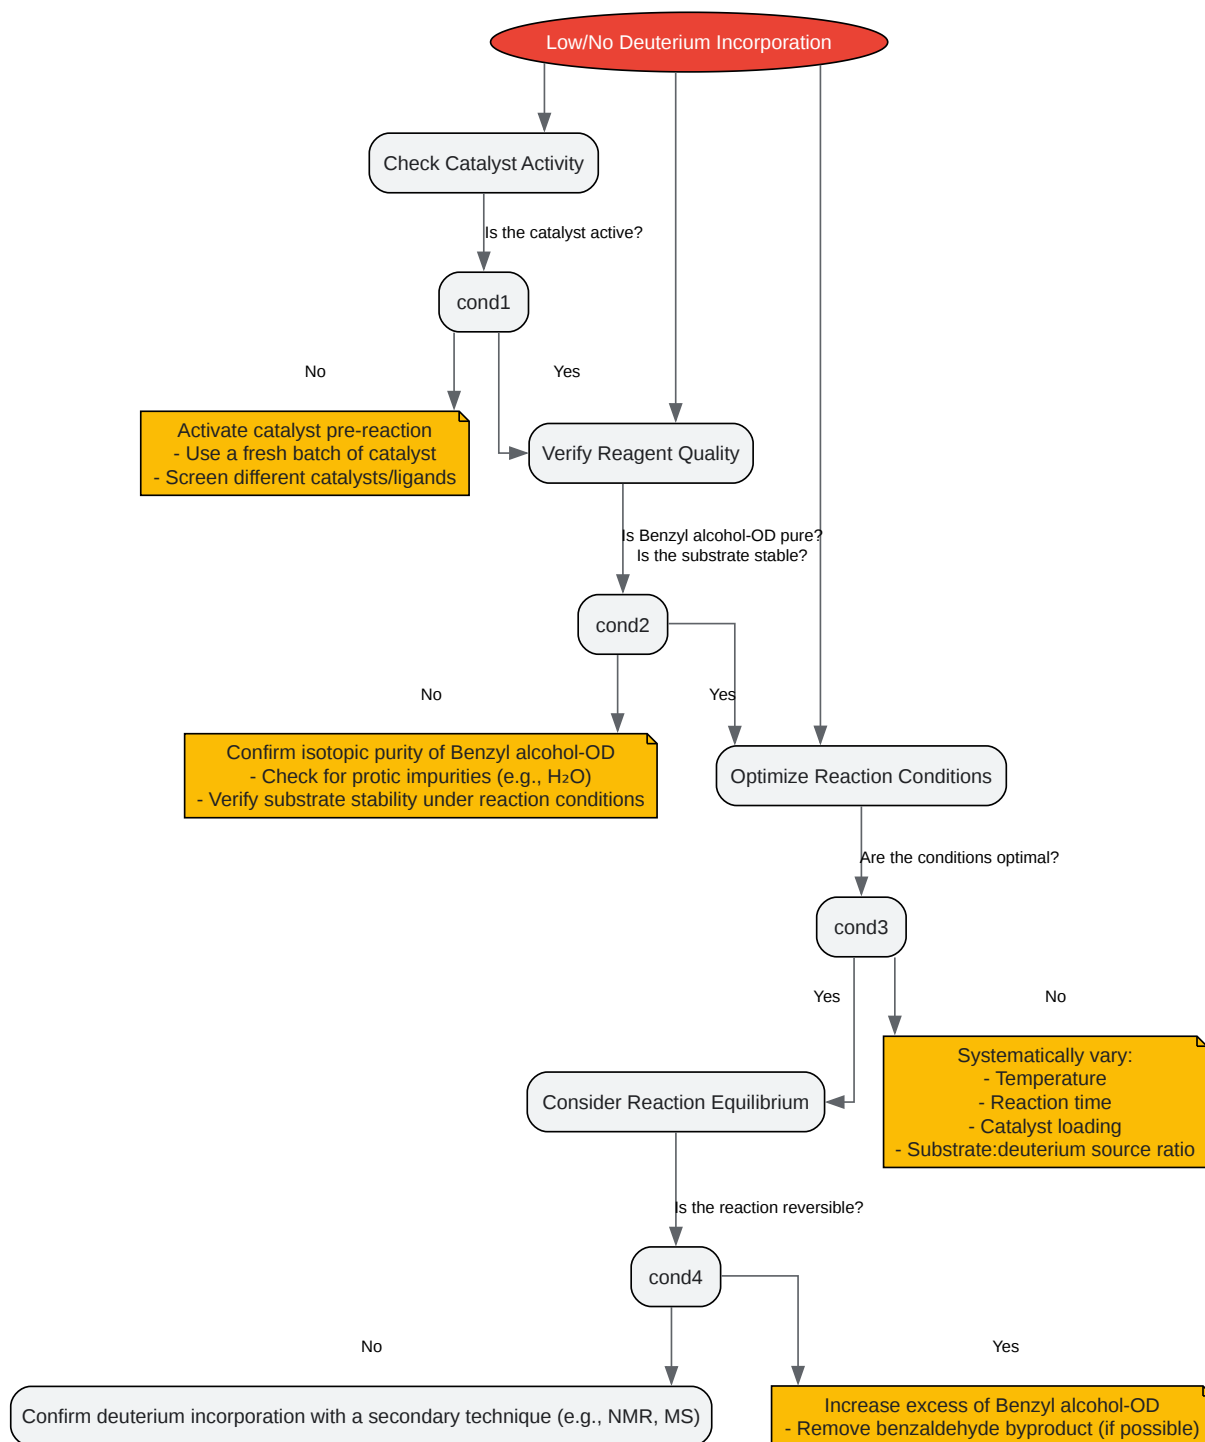 Low/No Deuterium Incorporation
Check Catalyst Activity
Is the catalyst active?
cond1
No
Yes
Activate catalyst pre-reaction
- Use a fresh batch of catalyst
- Screen different catalysts/ligands
Verify Reagent Quality
Is Benzyl alcohol-OD pure?
Is the substrate stable?
cond2
No
Yes
Confirm isotopic purity of Benzyl alcohol-OD
- Check for protic impurities (e.g., H₂O)
- Verify substrate stability under reaction conditions
Optimize Reaction Conditions
Are the conditions optimal?
cond3
Yes
No
Systematically vary:
- Temperature
- Reaction time
- Catalyst loading
- Substrate:deuterium source ratio
Consider Reaction Equilibrium
Is the reaction reversible?
cond4
No
Yes
Confirm deuterium incorporation with a secondary technique (e.g., NMR, MS)
Increase excess of Benzyl alcohol-OD
- Remove benzaldehyde byproduct (if possible)